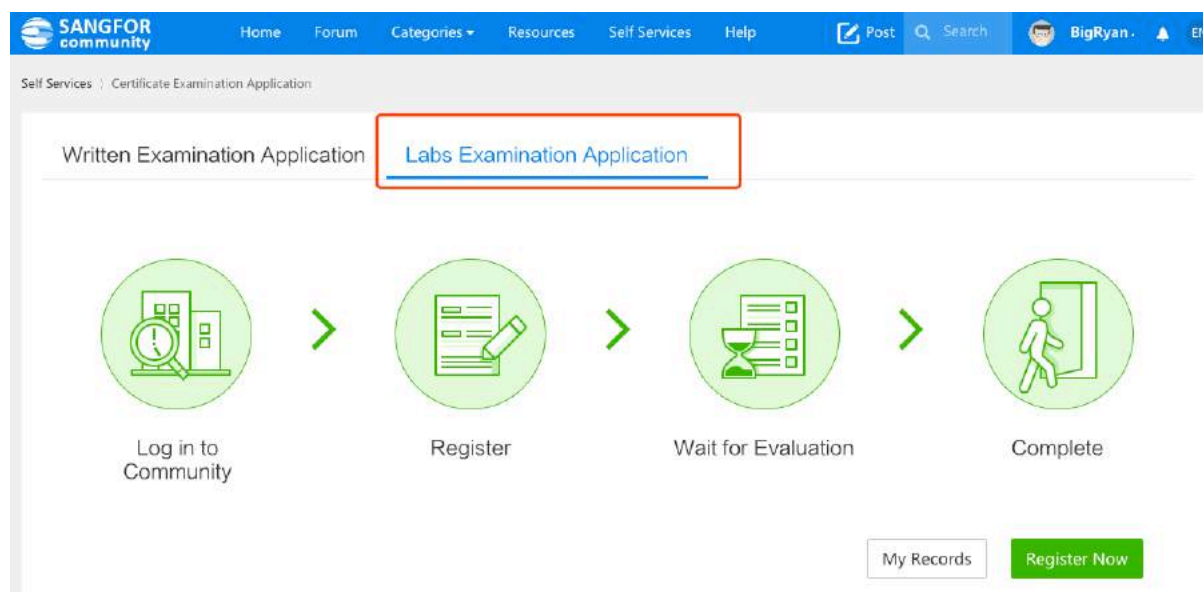 SANGFOR
community
Home Forum Categories Resources Self Services Help Post Search BigRyan. EN
Self Services Certificate Examination Application
Written Examination Application Labs Examination Application
Log in to
Community
Register
Wait for Evaluation
Complete
My Records Register Now